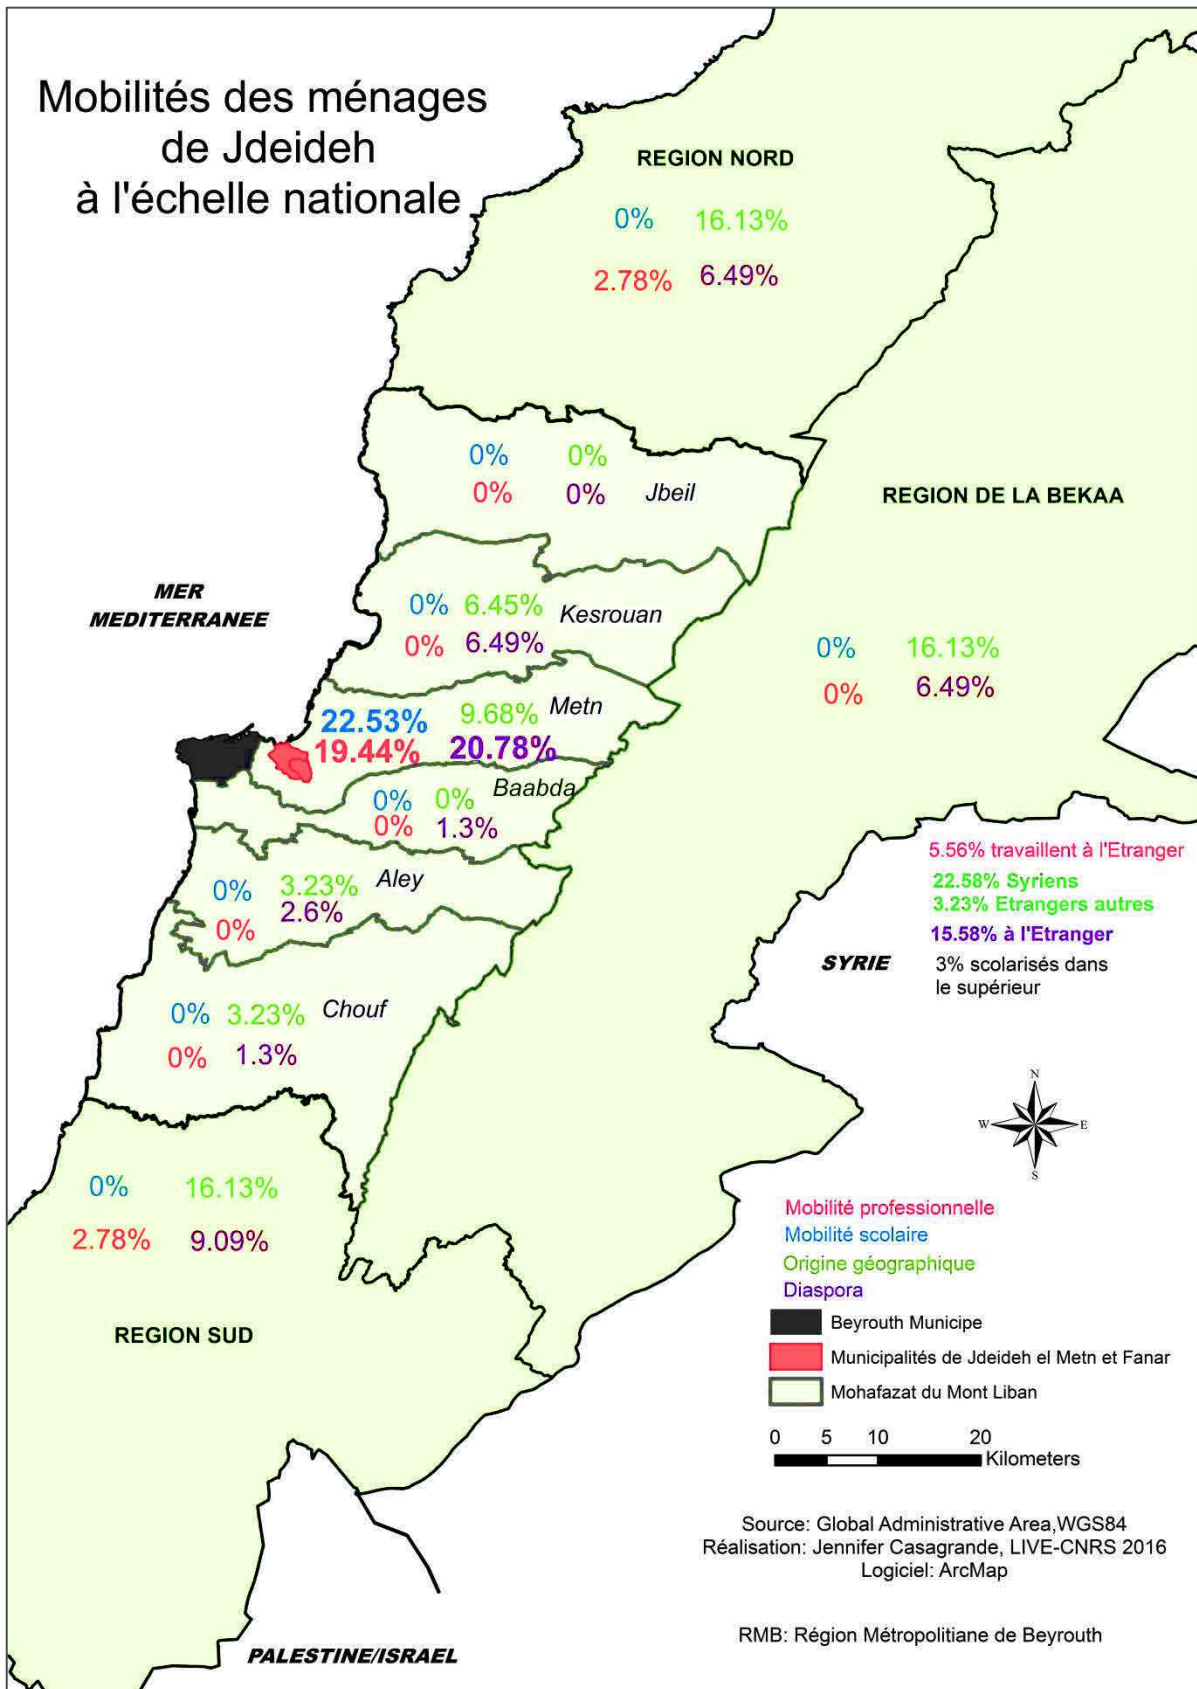 Mobilités des ménages
de Jdeideh
à l'échelle nationale
REGION NORD
0% 16.13%
2.78% 6.49%
0% 0%
0% 0% Jbeil
REGION DE LA BEKAA
0% 16.13%
0% 6.49%
MER
MEDITERRANEE
0% 6.45% Kesrouan
0% 6.49%
22.53% 9.68% Metn
19.44% 20.78%
Baabda
0% 0%
0% 1.3%
0% 3.23% Aley
0% 2.6%
0% 3.23% Chouf
0% 1.3%
5.56% travaillent à l'Etranger
22.58% Syriens
3.23% Etrangers autres
15.58% à l'Etranger
SYRIE
3% scolarisés dans
le supérieur
0% 16.13%
2.78% 9.09%
REGION SUD
N
W E
S
Mobilité professionnelle
Mobilité scolaire
Origine géographique
Diaspora
Beyrouth Municipe
Municipalités de Jdeideh el Metn et Fanar
Mohafazat du Mont Liban
0 5 10 20
Kilometers
Source: Global Administrative Area,WGS84
Réalisation: Jennifer Casagrande, LIVE-CNRS 2016
Logiciel: ArcMap
RMB: Région Métropolitiane de Beyrouth
PALESTINE/ISRAEL